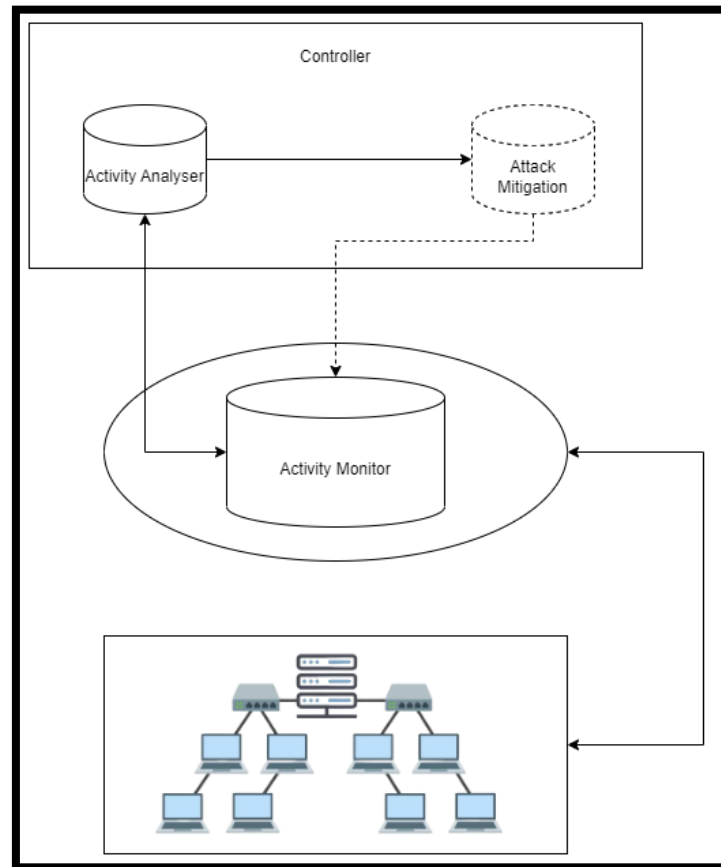 Controller
Activity Analyser
Attack
Mitigation
Activity Monitor